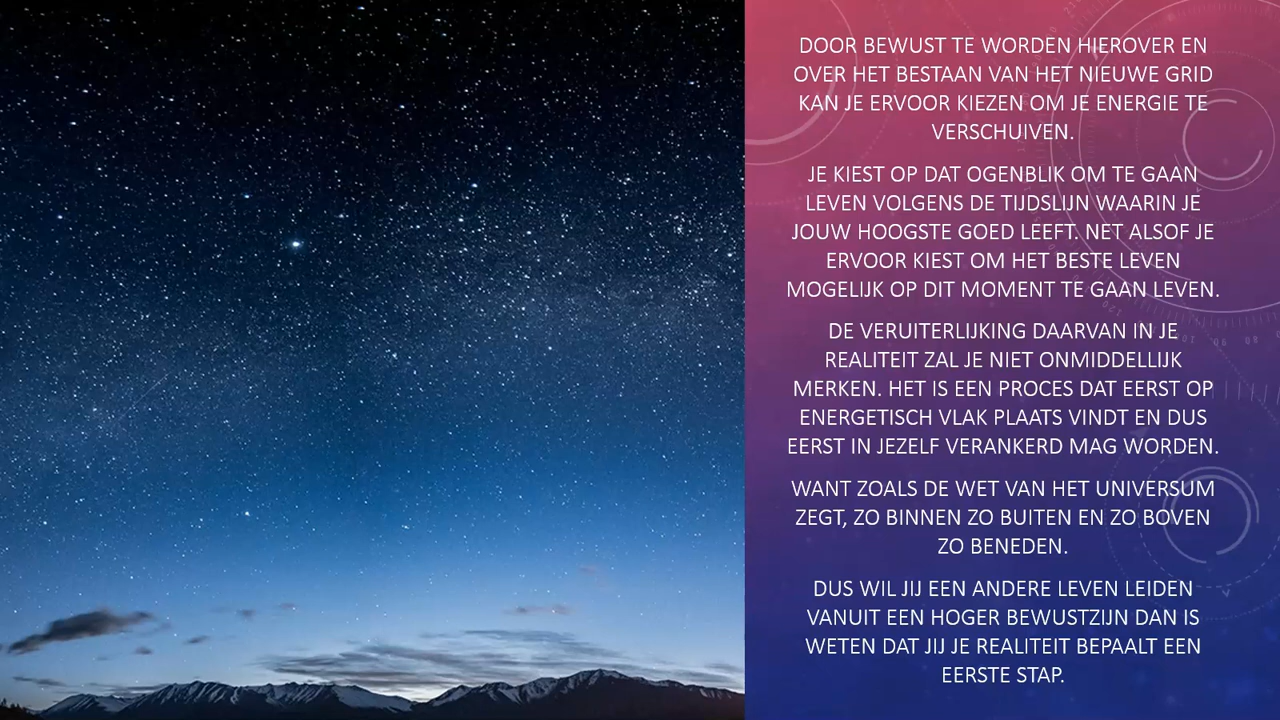 DOOR BEWUST TE WORDEN HIEROVER EN
OVER HET BESTAAN VAN HET NIEUWE GRID
KAN JE ERVOOR KIEZEN OM JE ENERGIE TE
VERSCHUIVEN.
JE KIEST OP DAT OGENBLIK OM TE GAAN
LEVEN VOLGENS DE TIJDSLIJN WAARIN JE
JOUW HOOGSTE GOED LEEFT. NET ALSOF JE
ERVOOR KIEST OM HET BESTE LEVEN
MOGELIJK OP DIT MOMENT TE GAAN LEVEN.
DE VERUITERLIJKING DAARVAN IN JE
REALITEIT ZAL JE NIET ONMIDDELLIJK
MERKEN. HET IS EEN PROCES DAT EERST OP
ENERGETISCH VLAK PLAATS VINDT EN DUS
EERST IN JEZELF VERANKERD MAG WORDEN.
WANT ZOALS DE WET VAN HET UNIVERSUM
ZEGT, ZO BINNEN ZO BUITEN EN ZO BOVEN
ZO BENEDEN.
DUS WIL JIJ EEN ANDERE LEVEN LEIDEN
VANUIT EEN HOGER BEWUSTZIJN DAN IS
WETEN DAT JIJ JE REALITEIT BEPAALT EEN
EERSTE STAP.